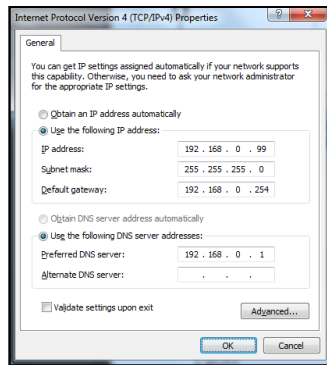 Internet Protocol Version 4 (TCP/IPv4) Properties
General
You can get IP settings assigned automatically if your network supports
this capability. Otherwise, you need to ask your network administrator
for the appropriate IP settings.
Obtain an IP address automatically
Use the following IP address:
IP address: 192 . 168 . 0 . 99
Subnet mask: 255 . 255 . 255 . 0
Default gateway: 192 . 168 . 0 . 254
Obtain DNS server address automatically
Use the following DNS server addresses:
Preferred DNS server: 192 . 168 . 0 . 1
Alternate DNS server: . . .
Validate settings upon exit
Advanced...
OK Cancel